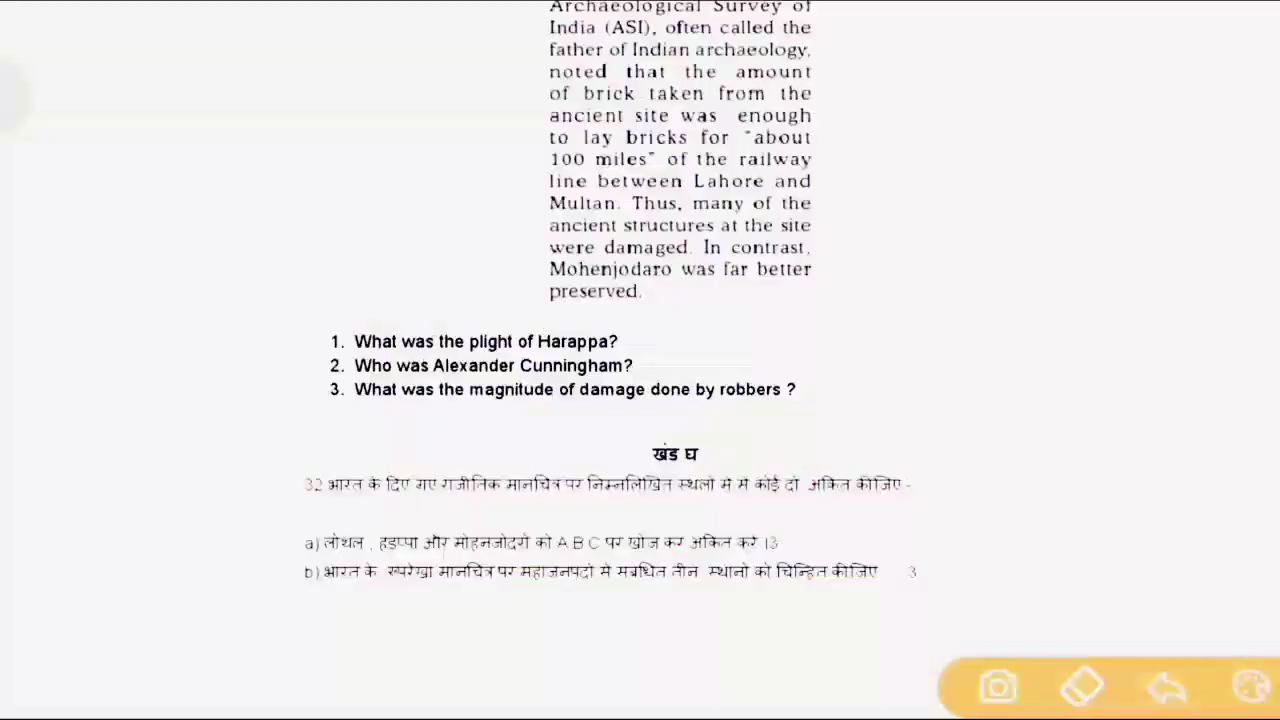 Archaeological Survey of
India (ASI), often called the
father of Indian archaeology,
noted that the amount
of brick taken from the
ancient site was enough
to lay bricks for "about
100 miles" of the railway
line between Lahore and
Multan. Thus, many of the
ancient structures at the site
were damaged. In contrast,
Mohenjodaro was far better
preserved.
1. What was the plight of Harappa?
2. Who was Alexander Cunningham?
3. What was the magnitude of damage done by robbers ?
खंड घ
32 भारत के दिए गए राजीतिक मानचित्र पर निम्नलिखित स्थलों में से कोई दो अंकित कीजिए -
a) लोथल , हडप्पा और मोहनजोदरो को A B C पर खोज कर अंकित करे ।3
b) भारत के रूपरेखा मानचित्र पर महाजनपदों से संबंधित तीन स्थानों को चिन्हित कीजिए 3